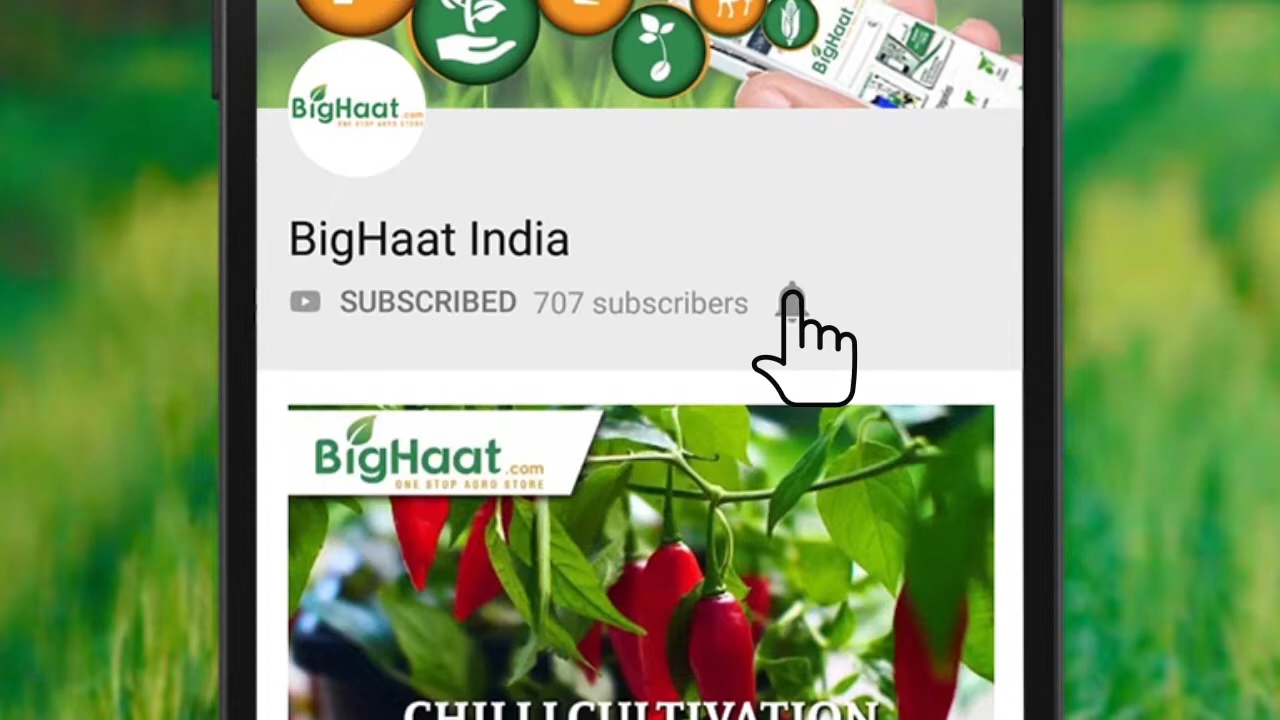 BigHaat
BigHaat.com
ONE STOP AGRO STORE
BigHaat India
SUBSCRIBED 707 subscribers
BigHaat.com
ONE STOP AGRO STORE
CHILLI CULTIVATION